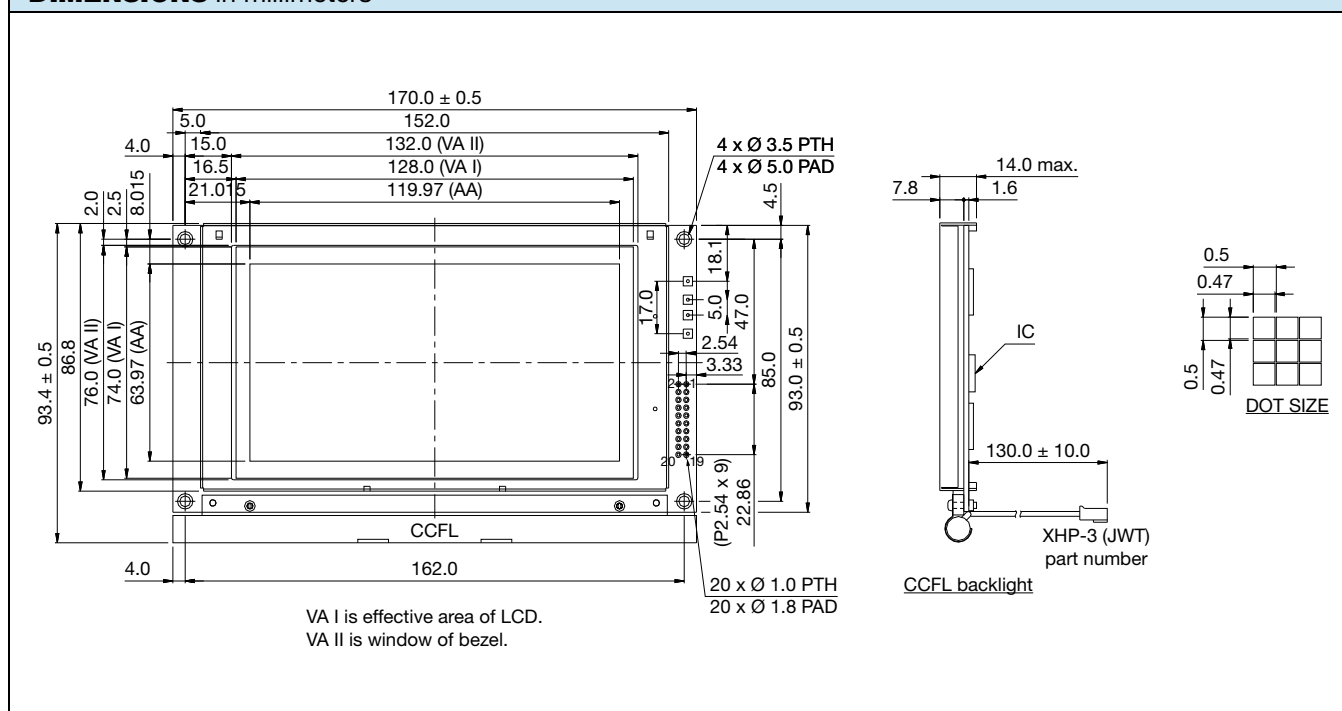 DIMENSIONS in millimeters
170.0 ± 0.5
5.0
152.0
4.0
15.0
132.0 (VA II)
16.5
128.0 (VA I)
21.015
119.97 (AA)
4 x Ø 3.5 PTH
4 x Ø 5.0 PAD
2.0
2.5
8.015
4.5
93.4 ± 0.5
86.8
76.0 (VA II)
74.0 (VA I)
63.97 (AA)
18.1
17.0
5.0
47.0
2.54
3.33
85.0
93.0 ± 0.5
2
1
20
19
(P2.54 x 9)
22.86
CCFL
4.0
162.0
20 x Ø 1.0 PTH
20 x Ø 1.8 PAD
VA I is effective area of LCD.
VA II is window of bezel.
14.0 max.
7.8
1.6
IC
130.0 ± 10.0
XHP-3 (JWT)
part number
CCFL backlight
0.5
0.47
0.5
0.47
DOT SIZE